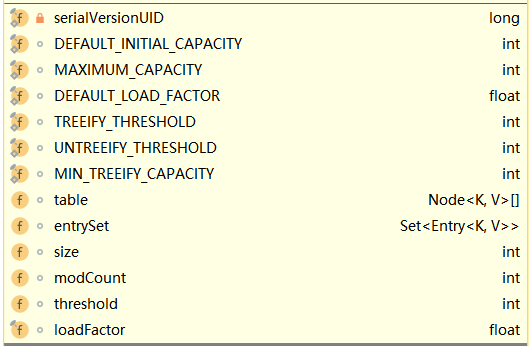 serialVersionUID long
DEFAULT_INITIAL_CAPACITY int
MAXIMUM_CAPACITY int
DEFAULT_LOAD_FACTOR float
TREEIFY_THRESHOLD int
UNTREEIFY_THRESHOLD int
MIN_TREEIFY_CAPACITY int
table Node<K, V>[]
entrySet Set<Entry<K, V>>
size int
modCount int
threshold int
loadFactor float